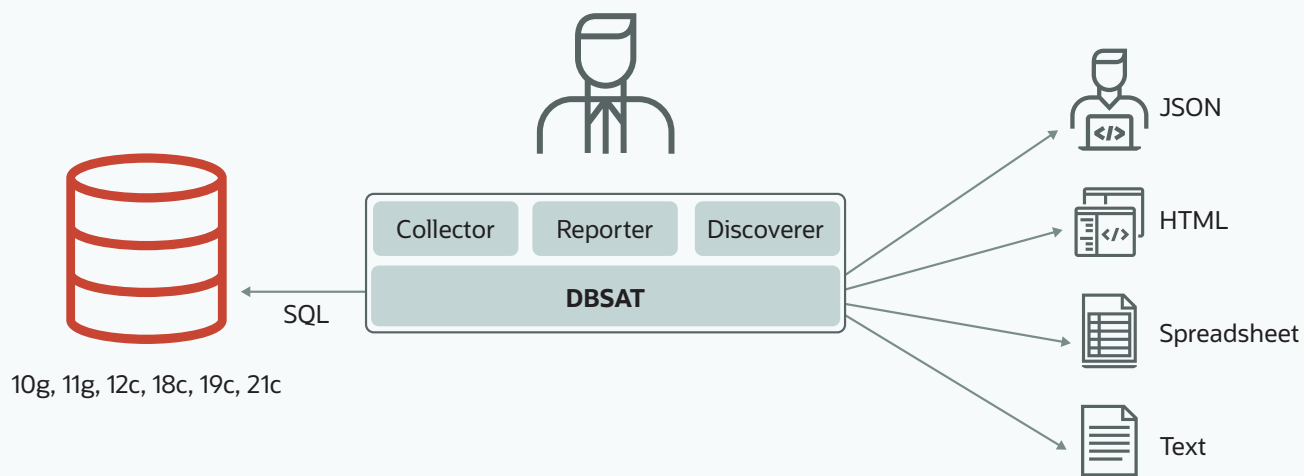 JSON
</>
Collector
Reporter
Discoverer
HTML
</>
DBSAT
SQL
Spreadsheet
10g, 11g, 12c, 18c, 19c, 21c
Text